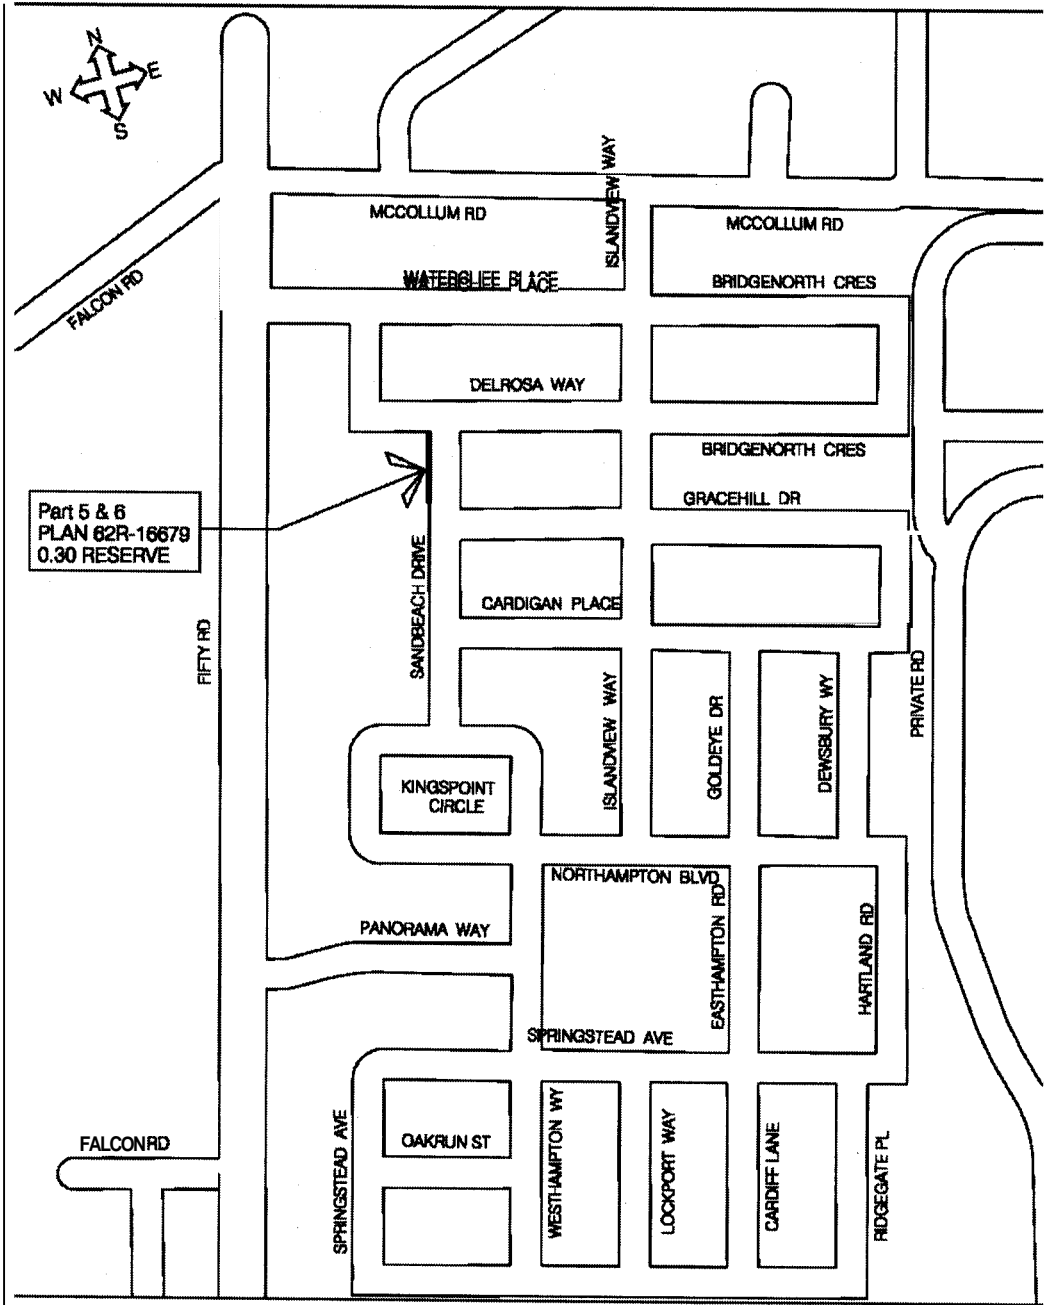 N
E
W
S
ISLANDVIEW WAY
MCCOLLUM RD
MCCOLLUM RD
FALCON RD
PLACE
BRIDGENORTH CRES
DELROSA WAY
BRIDGENORTH CRES
GRACEHILL DR
Part 5 & 6
PLAN 62R-16679
0.30 RESERVE
SANDBEACH DRIVE
CARDIGAN PLACE
FIFTY RD
ISLANDVIEW WAY
GOLDEYE DR
DEWSBURY WY
PRIVATE RD
KINGSPOINT
CIRCLE
NORTHAMPTON BLVD
PANORAMA WAY
EASTHAMPTON RD
HARTLAND RD
SPRINGSTEAD AVE
FALCON RD
SPRINGSTEAD AVE
OAKRUN ST
WESTHAMPTON WY
LOCKPORT WAY
CARDIFF LANE
RIDGEGATE PL